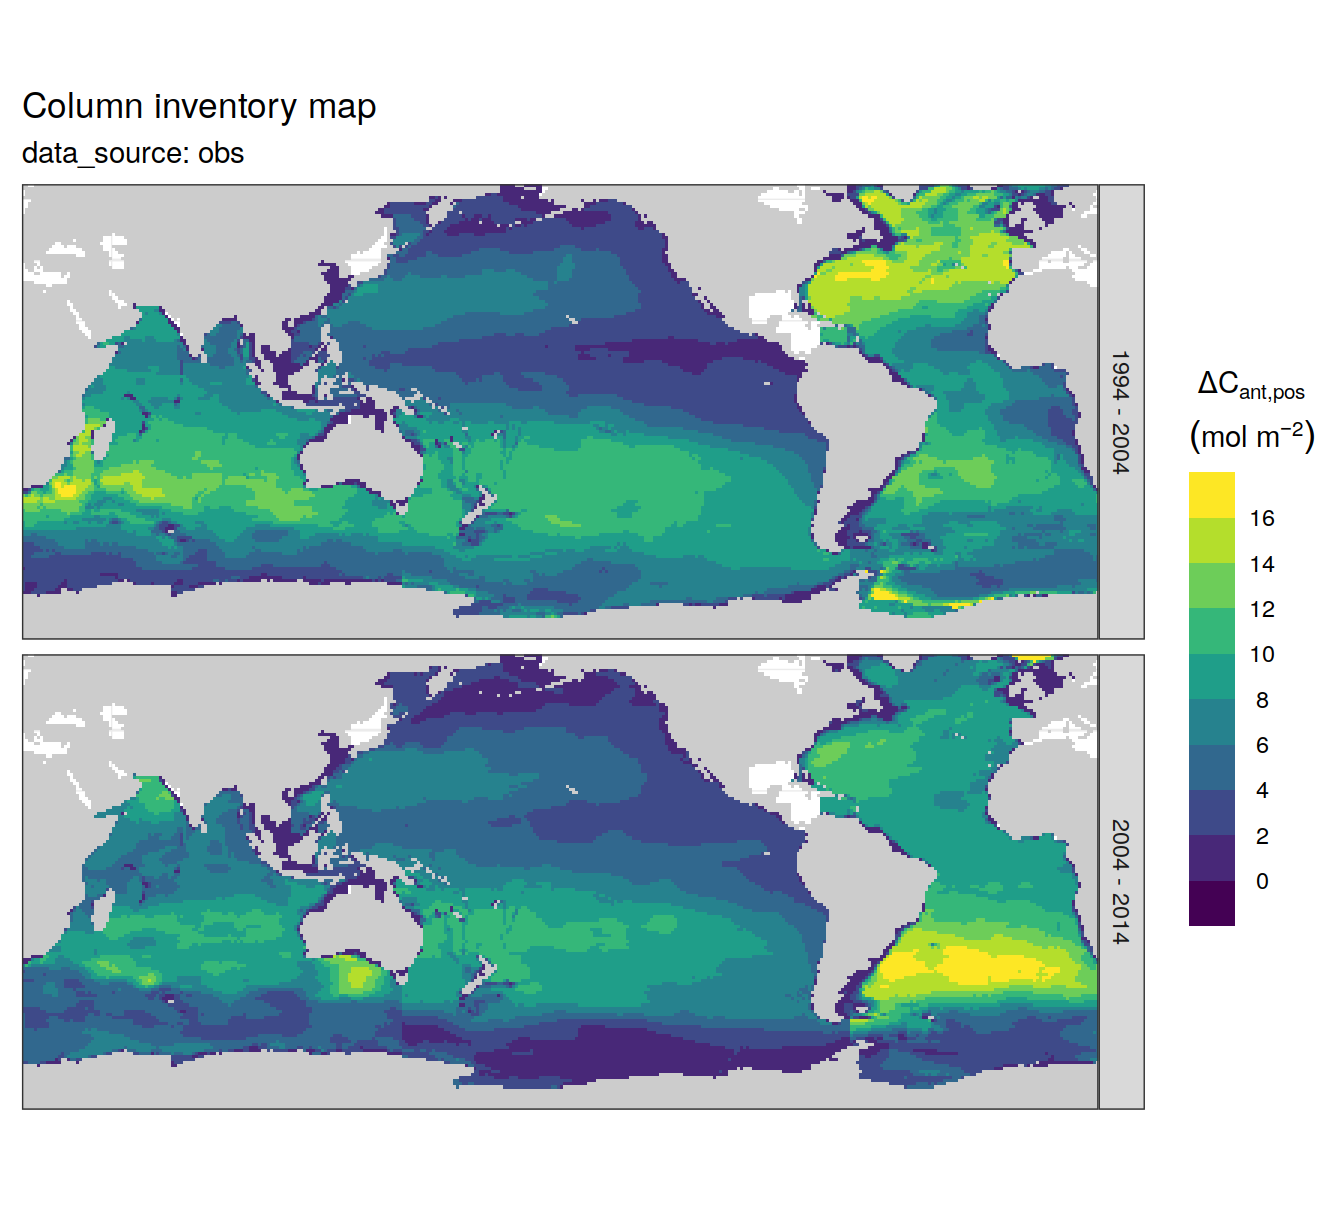 Column inventory map
data_source: obs
1994 - 2004
2004 - 2014
ΔCant,pos
(mol m−2)
16
14
12
10
8
6
4
2
0